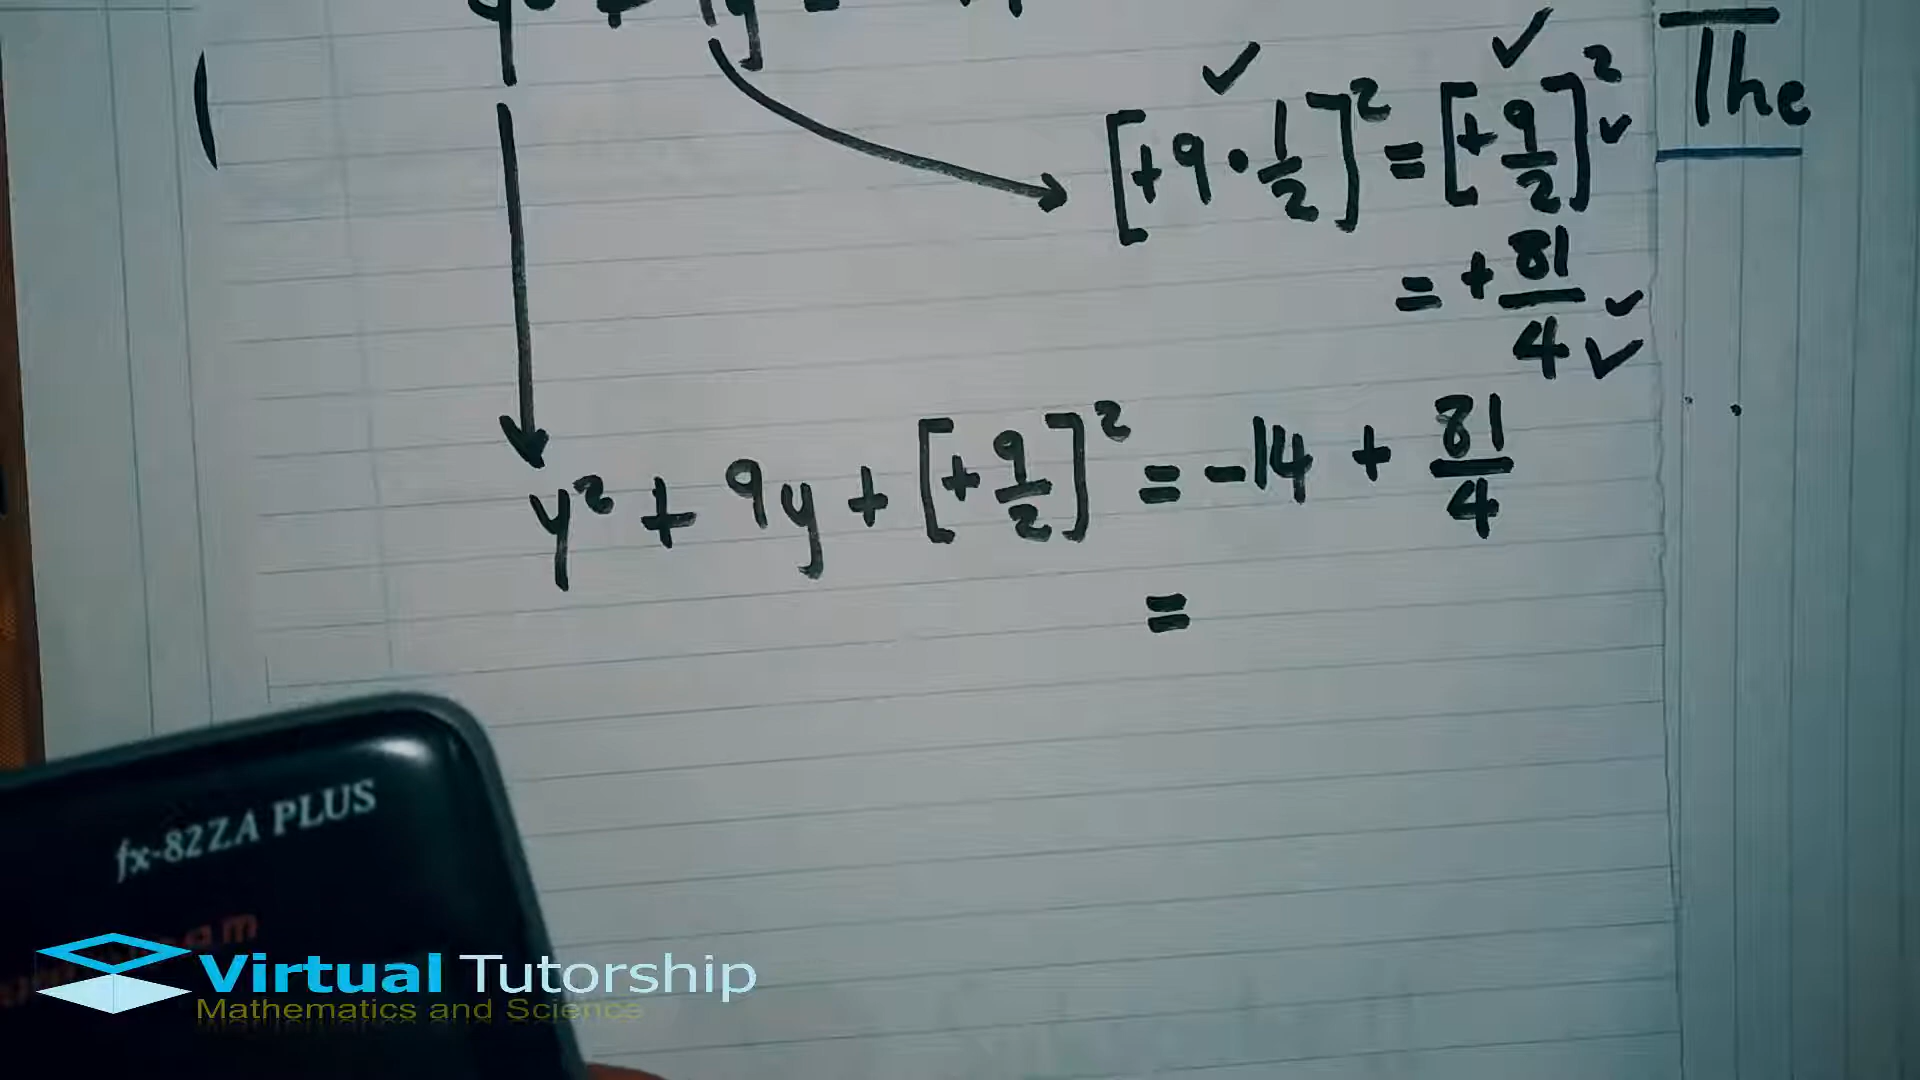 [+9 · 1/2]² = [+9/2]²
The
= +81/4
y² + 9y + [+9/2]² = -14 + 81/4
=
fx-82ZA PLUS
Virtual Tutorship
Mathematics and Science